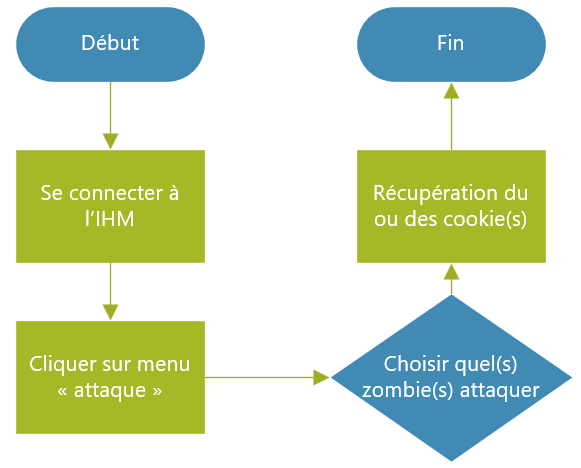 Début
Se connecter à
l'IHM
Cliquer sur menu
« attaque »
Choisir quel(s)
zombie(s) attaquer
Récupération du
ou des cookie(s)
Fin